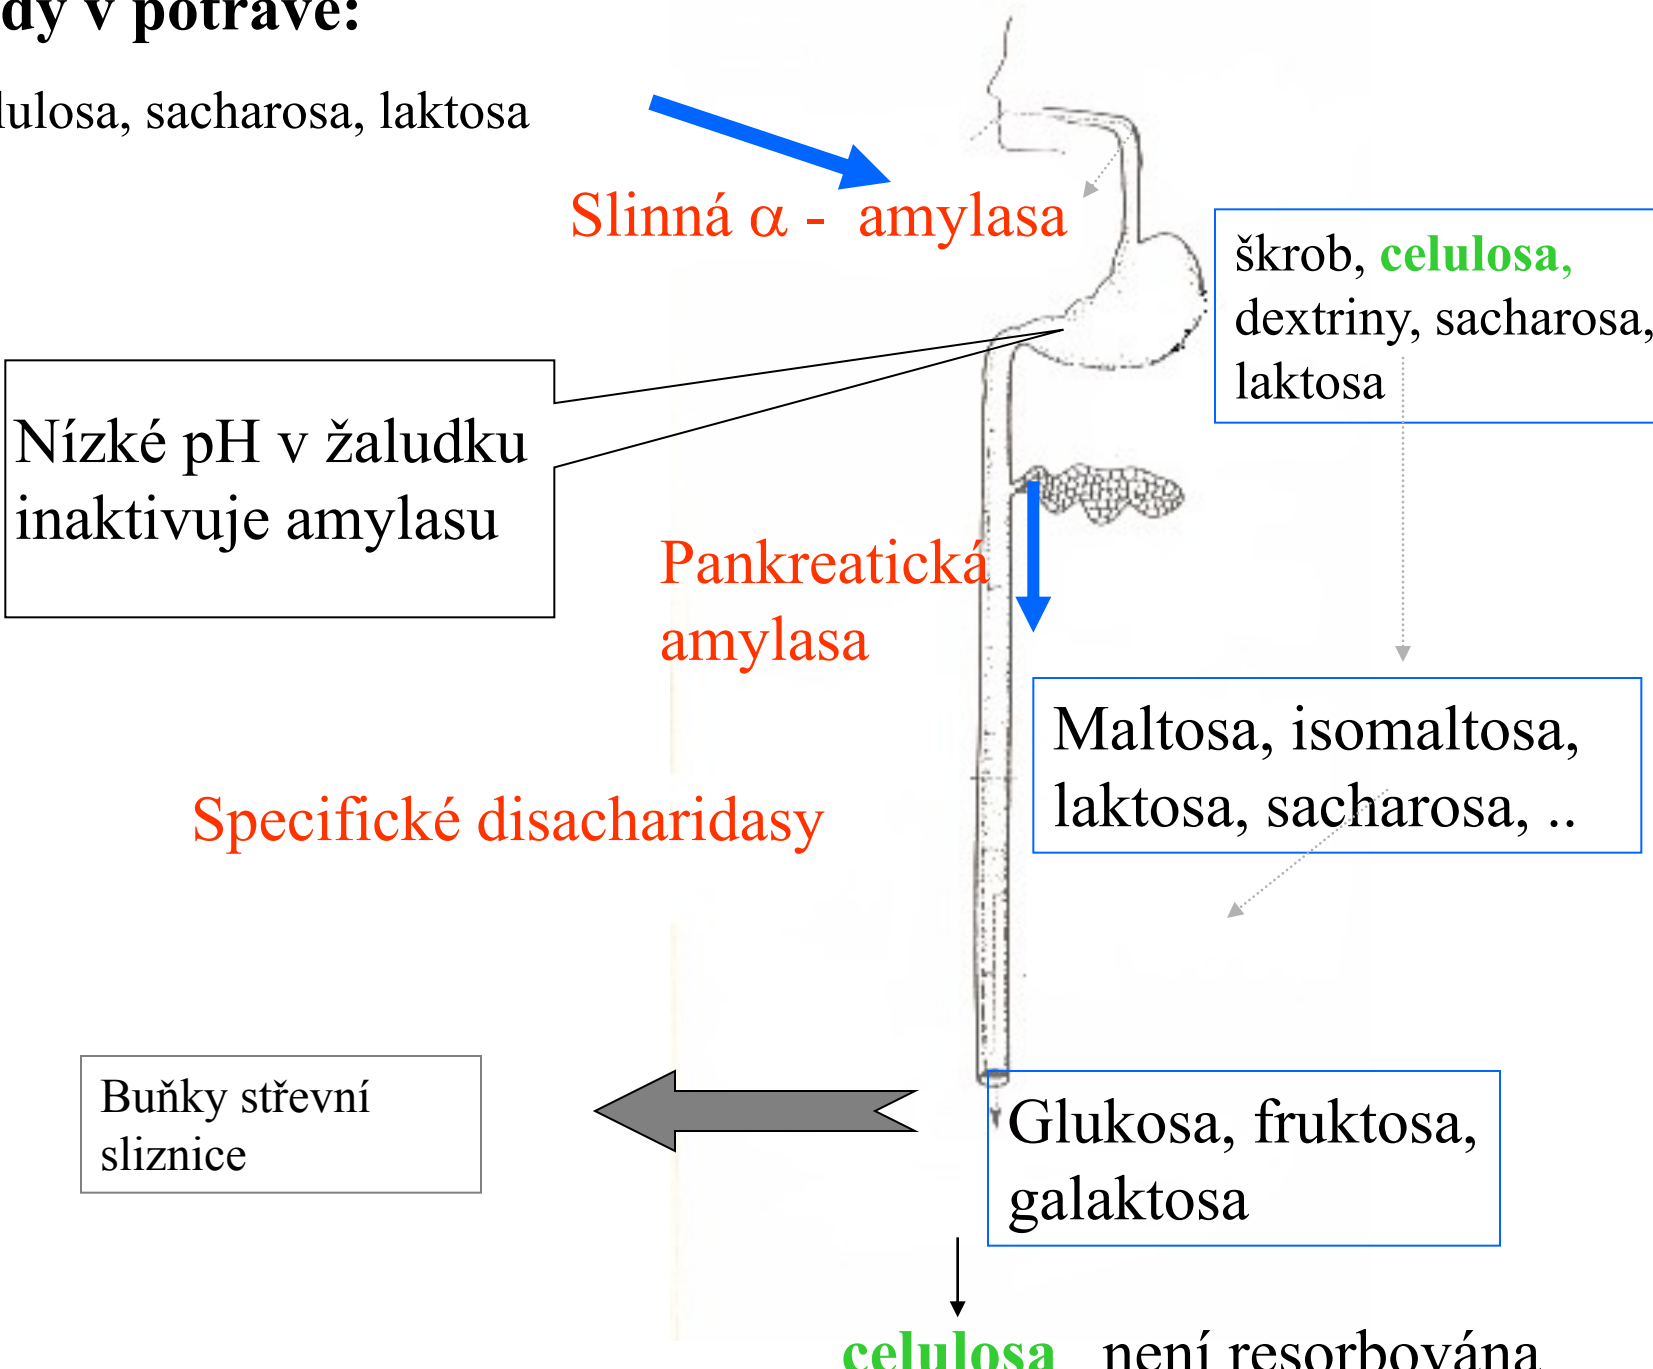 dy v potravě:
lulosa, sacharosa, laktosa
Slinná α - amylasa
škrob, celulosa,
dextriny, sacharosa,
laktosa
Nízké pH v žaludku
inaktivuje amylasu
Pankreatická
amylasa
Maltosa, isomaltosa,
laktosa, sacharosa, ..
Specifické disacharidasy
Buňky střevní
sliznice
Glukosa, fruktosa,
galaktosa
celulosa není resorbována